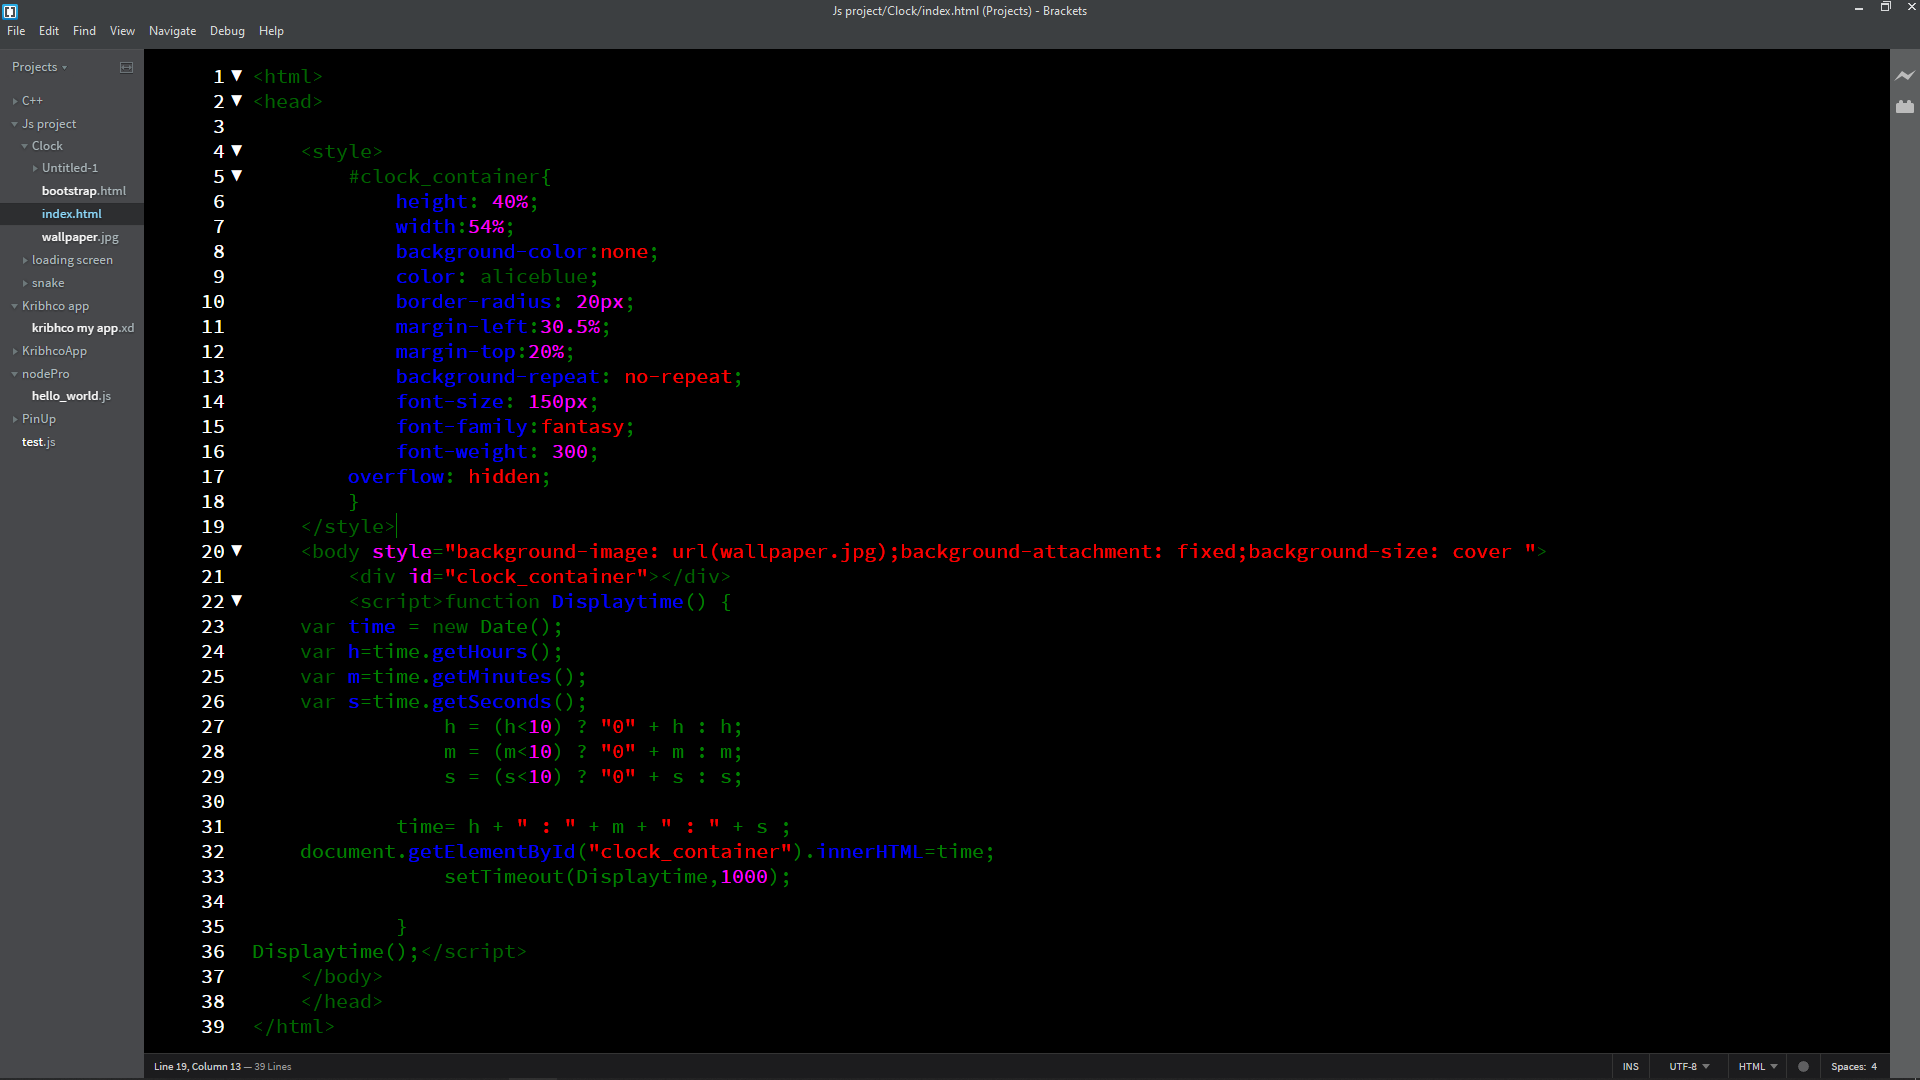 Js project/Clock/index.html (Projects) - Brackets
File Edit Find View Navigate Debug Help
Projects
C++
Js project
Clock
Untitled-1
bootstrap.html
index.html
wallpaper.jpg
loading screen
snake
Kribhco app
kribhco my app.xd
KribhcoApp
nodePro
hello_world.js
PinUp
test.js
1 <html>
2 <head>
3
4 <style>
5 #clock_container{
6 height: 40%;
7 width:54%;
8 background-color:none;
9 color: aliceblue;
10 border-radius: 20px;
11 margin-left:30.5%;
12 margin-top:20%;
13 background-repeat: no-repeat;
14 font-size: 150px;
15 font-family:fantasy;
16 font-weight: 300;
17 overflow: hidden;
18 }
19 </style>
20 <body style="background-image: url(wallpaper.jpg);background-attachment: fixed;background-size: cover ">
21 <div id="clock_container"></div>
22 <script>function Displaytime() {
23 var time = new Date();
24 var h=time.getHours();
25 var m=time.getMinutes();
26 var s=time.getSeconds();
27 h = (h<10) ? "0" + h : h;
28 m = (m<10) ? "0" + m : m;
29 s = (s<10) ? "0" + s : s;
30
31 time= h + " : " + m + " : " + s ;
32 document.getElementById("clock_container").innerHTML=time;
33 setTimeout(Displaytime,1000);
34
35 }
36 Displaytime();</script>
37 </body>
38 </head>
39 </html>
Line 19, Column 13 — 39 Lines
INS UTF-8 HTML Spaces: 4